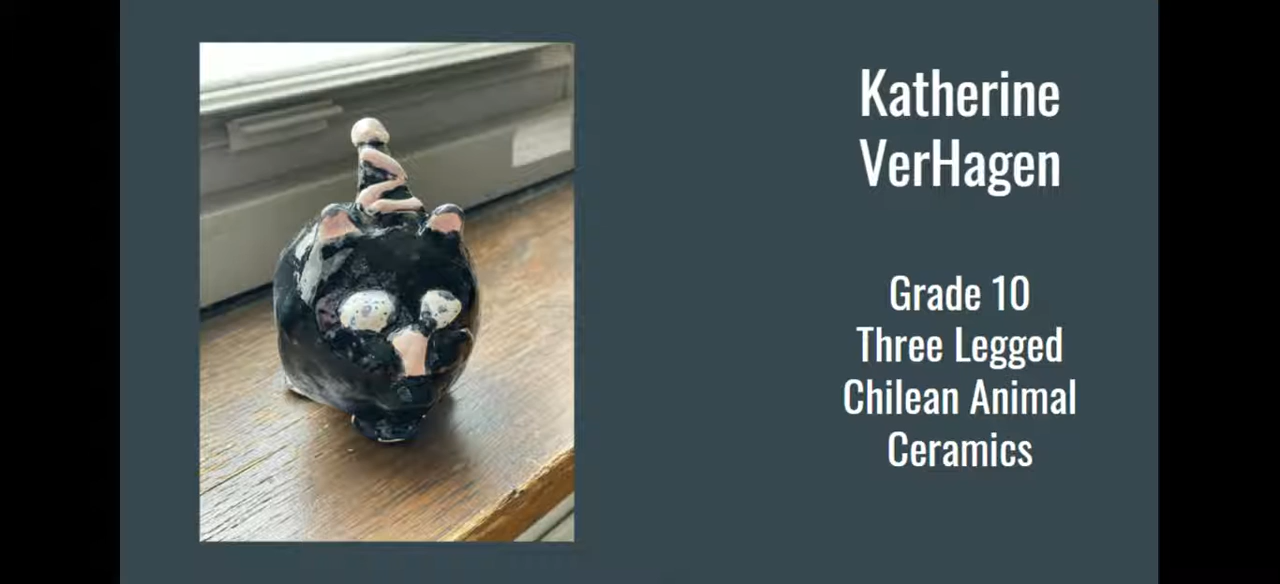 Katherine
VerHagen
Grade 10
Three Legged
Chilean Animal
Ceramics